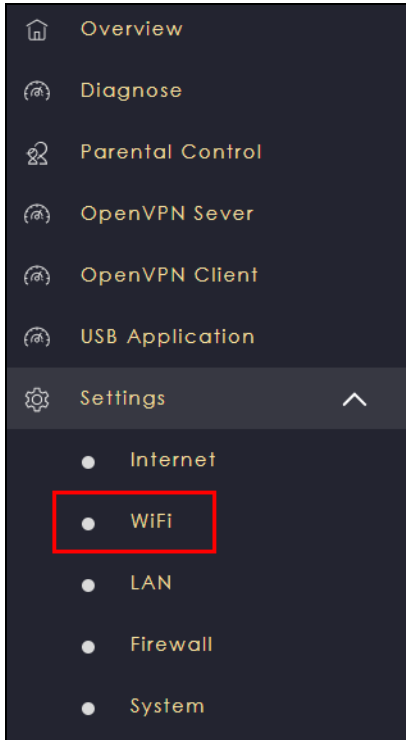 Overview
Diagnose
Parental Control
OpenVPN Sever
OpenVPN Client
USB Application
Settings
Internet
WiFi
LAN
Firewall
System